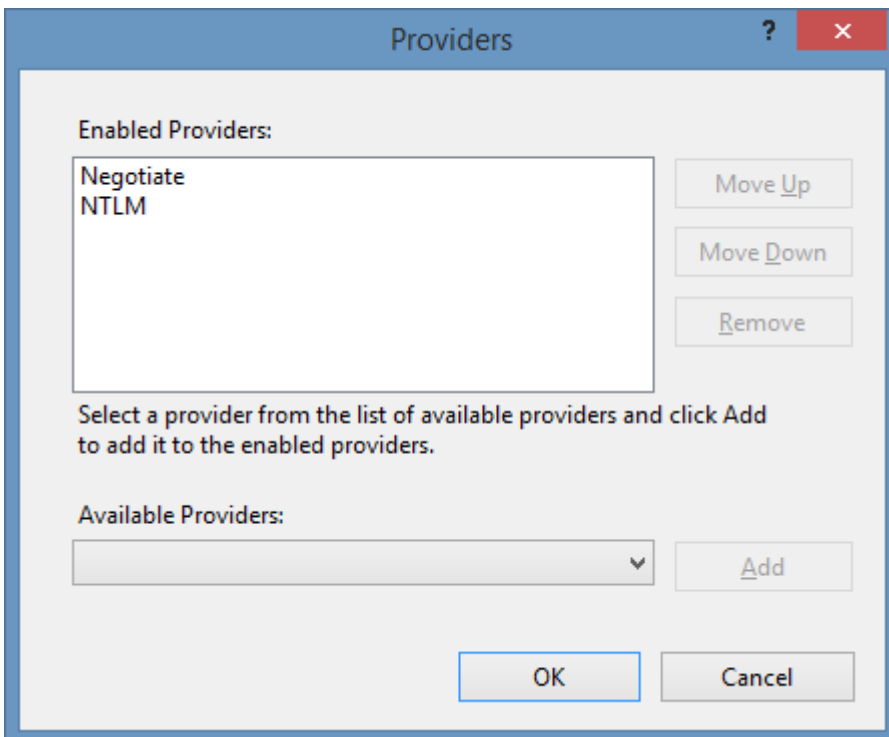 Providers
?
Enabled Providers:
Negotiate
NTLM
Move Up
Move Down
Remove
Select a provider from the list of available providers and click Add
to add it to the enabled providers.
Available Providers:
Add
OK
Cancel